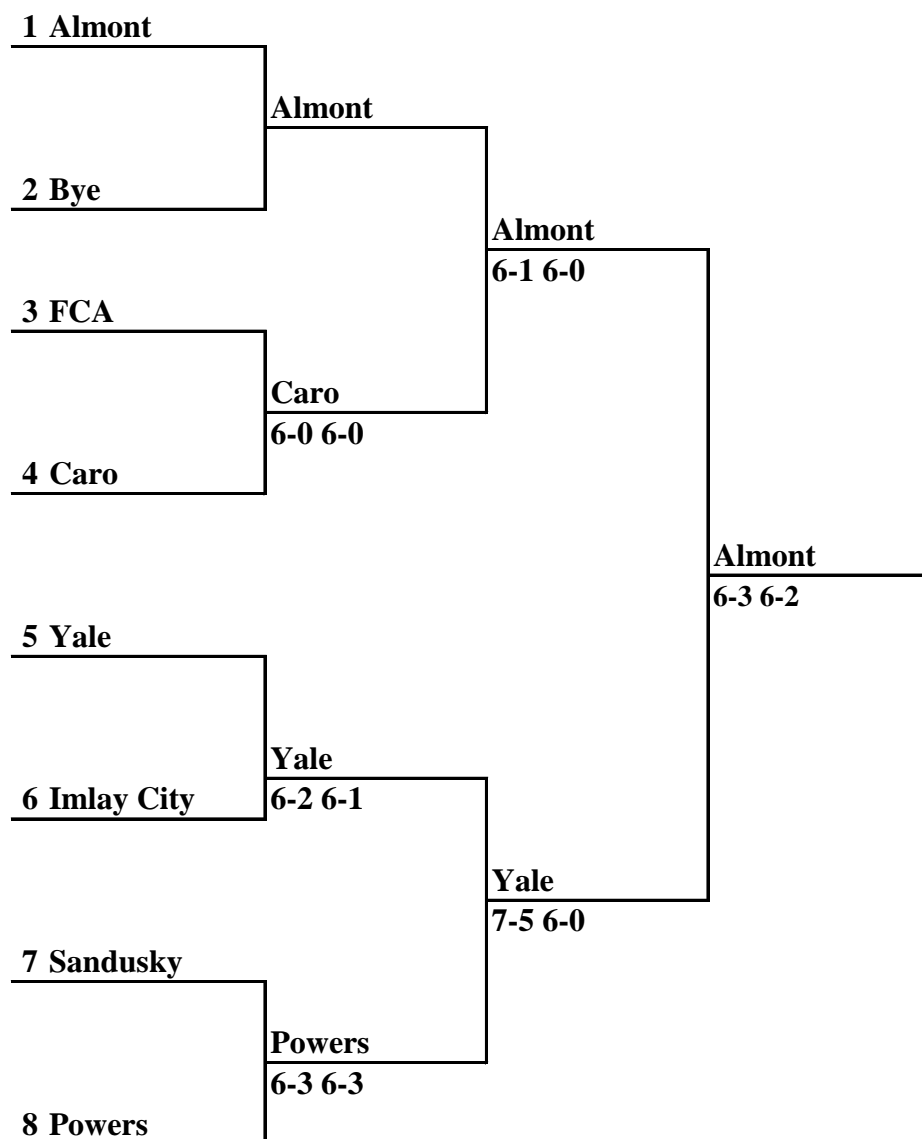 1 Almont
Almont
2 Bye
Almont
6-1 6-0
3 FCA
Caro
6-0 6-0
4 Caro
Almont
6-3 6-2
5 Yale
Yale
6-2 6-1
6 Imlay City
Yale
7-5 6-0
7 Sandusky
Powers
6-3 6-3
8 Powers